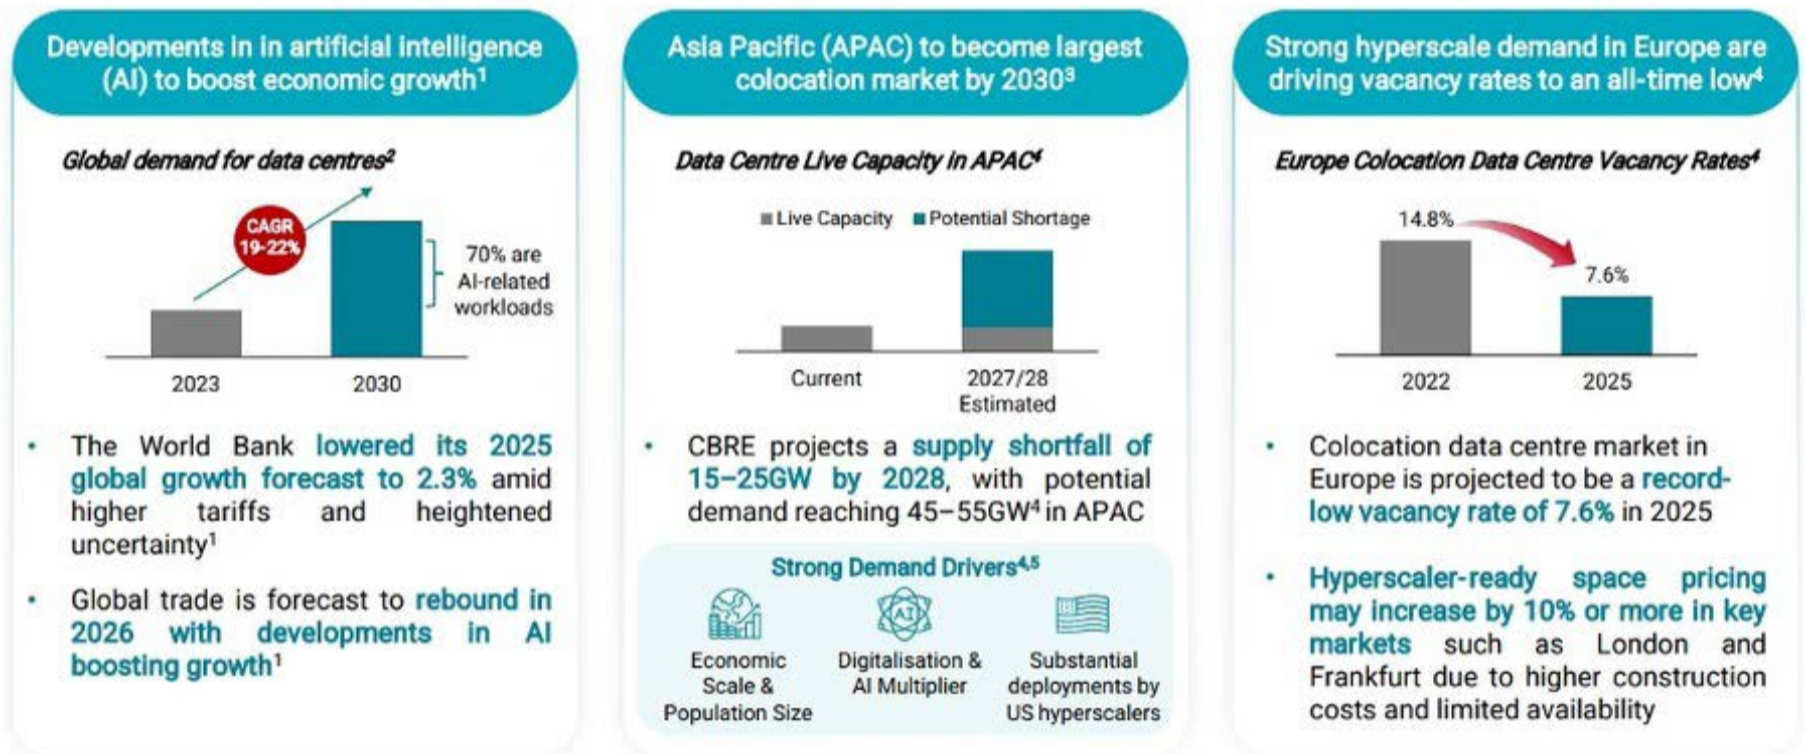 Developments in in artificial intelligence
(AI) to boost economic growth¹
Global demand for data centres²
CAGR
19-22%
70% are
AI-related
workloads
2023
2030
• The World Bank lowered its 2025
global growth forecast to 2.3% amid
higher tariffs and heightened
uncertainty¹
• Global trade is forecast to rebound in
2026 with developments in AI
boosting growth¹
Asia Pacific (APAC) to become largest
colocation market by 2030³
Data Centre Live Capacity in APAC⁴
Live Capacity
Potential Shortage
Current
2027/28
Estimated
• CBRE projects a supply shortfall of
15–25GW by 2028, with potential
demand reaching 45–55GW⁴ in APAC
Strong Demand Drivers⁴,⁵
Economic
Scale &
Population Size
AI
Digitalisation &
AI Multiplier
Substantial
deployments by
US hyperscalers
Strong hyperscale demand in Europe are
driving vacancy rates to an all-time low⁴
Europe Colocation Data Centre Vacancy Rates⁴
14.8%
7.6%
2022
2025
• Colocation data centre market in
Europe is projected to be a record-
low vacancy rate of 7.6% in 2025
• Hyperscaler-ready space pricing
may increase by 10% or more in key
markets such as London and
Frankfurt due to higher construction
costs and limited availability